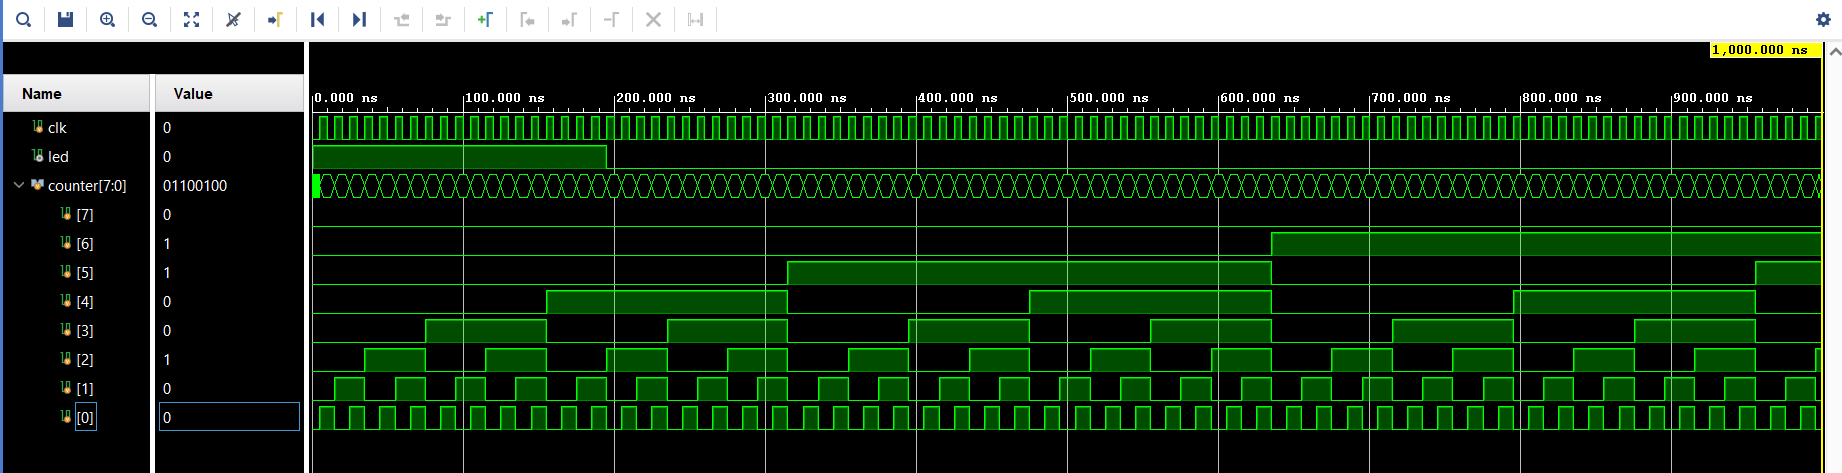 1,000.000 ns
Name Value
0.000 ns 100.000 ns 200.000 ns 300.000 ns 400.000 ns 500.000 ns 600.000 ns 700.000 ns 800.000 ns 900.000 ns
clk 0
led 0
counter[7:0] 01100100
[7] 0
[6] 1
[5] 1
[4] 0
[3] 0
[2] 1
[1] 0
[0] 0